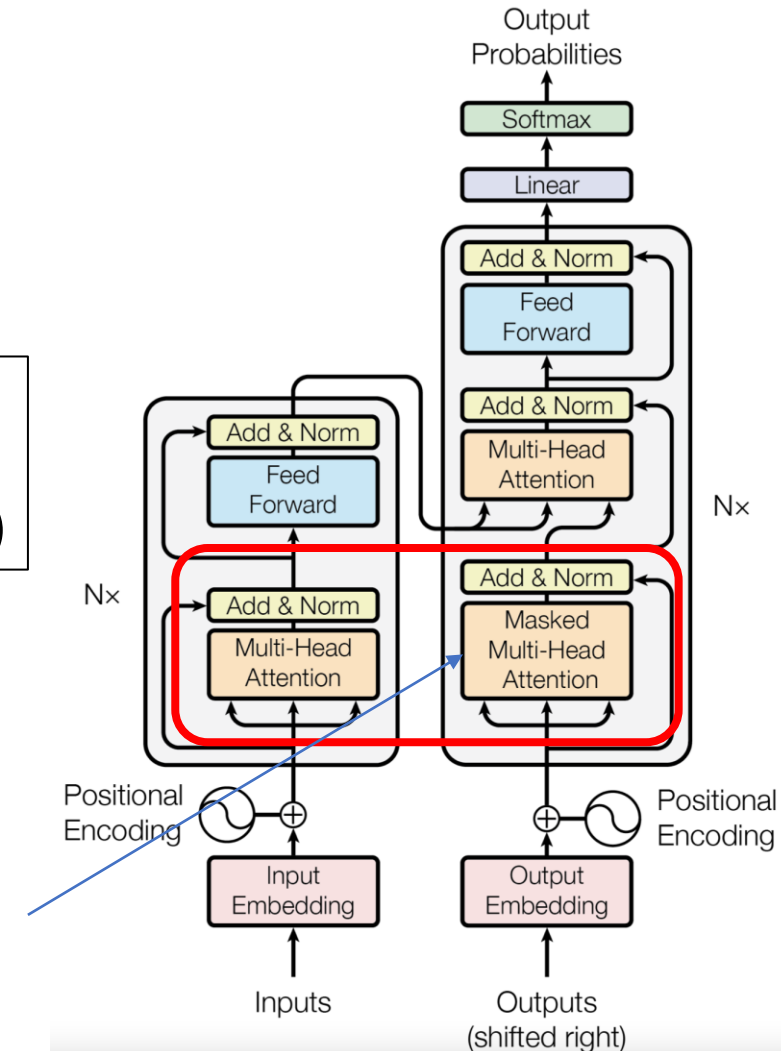 Output
Probabilities
Softmax
Linear
Add & Norm
Feed
Forward
Add & Norm
Multi-Head
Attention
Nx
Add & Norm
Masked
Multi-Head
Attention
Add & Norm
Feed
Forward
Nx
Add & Norm
Multi-Head
Attention
Positional
Encoding
Positional
Encoding
Input
Embedding
Output
Embedding
Inputs
Outputs
(shifted right)